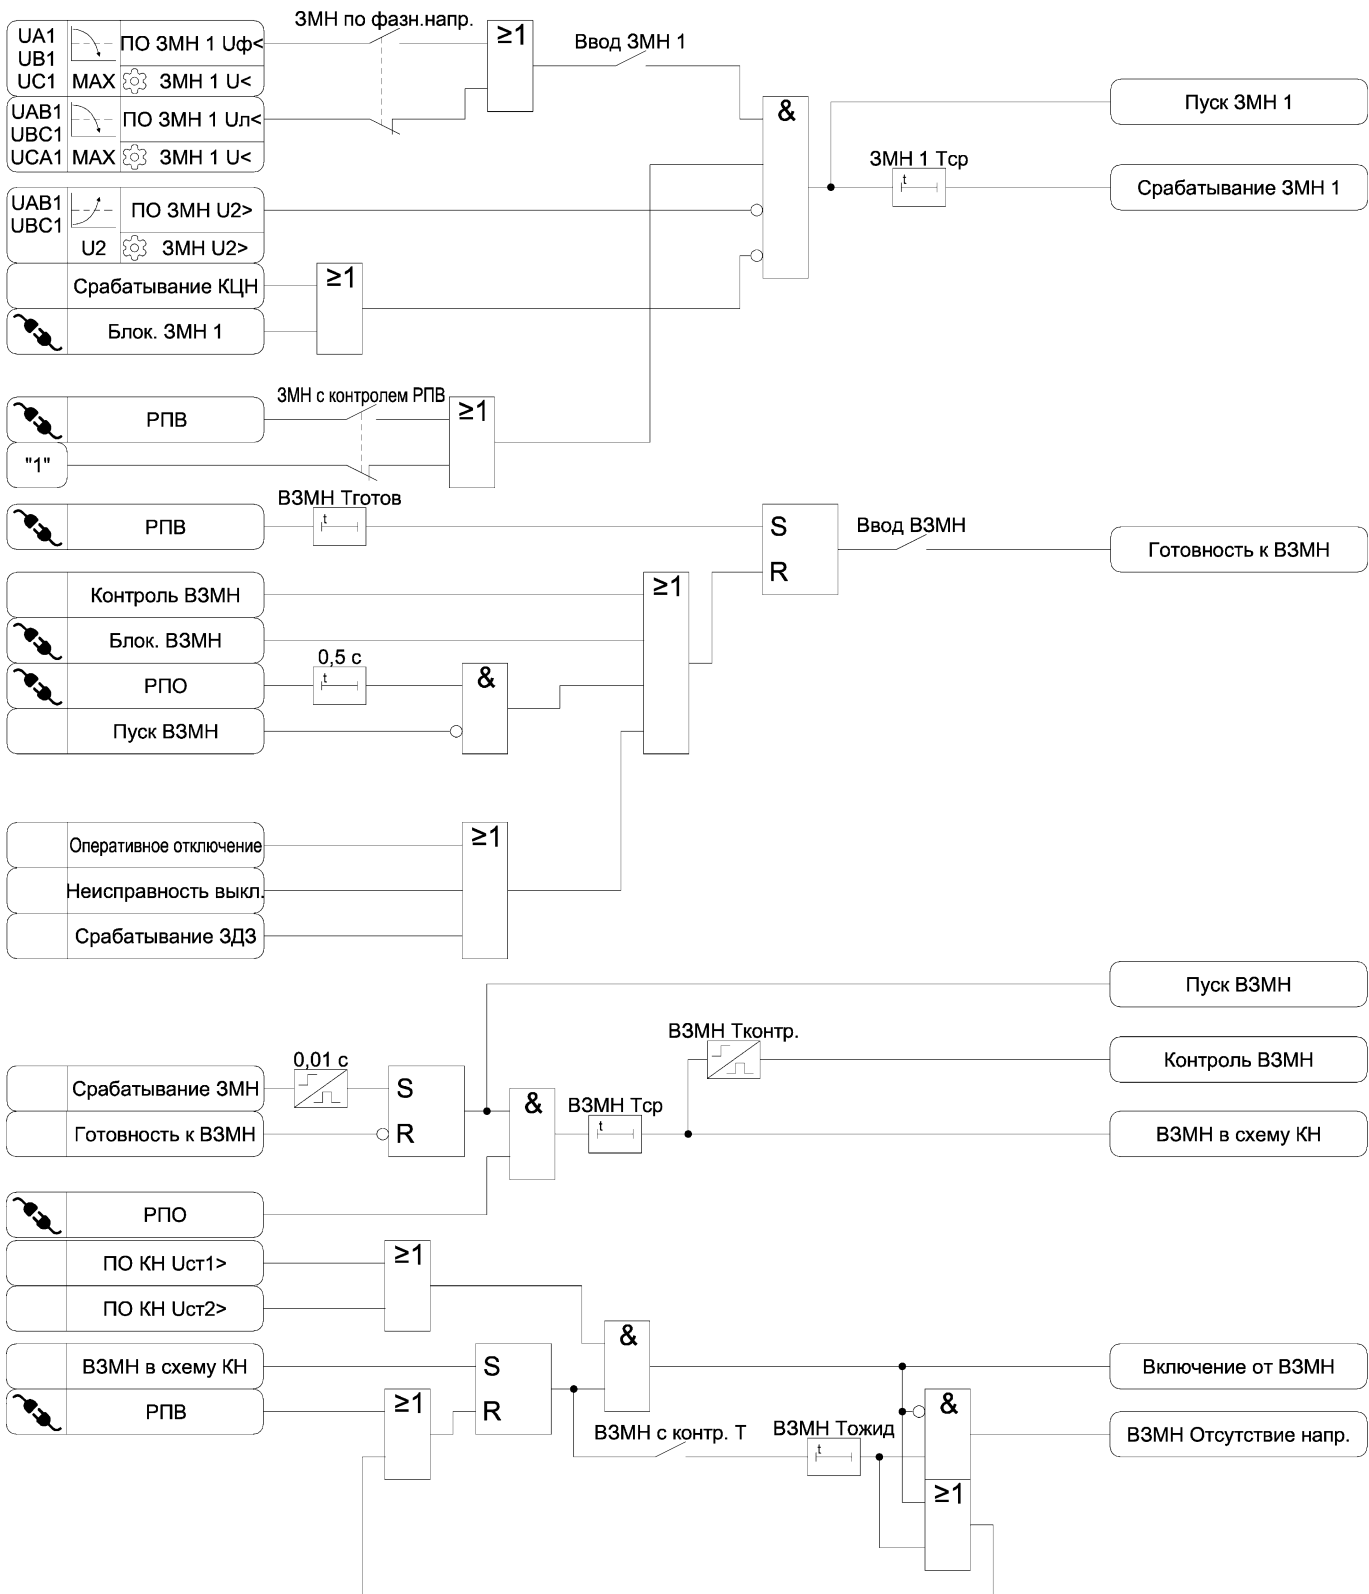 ЗМН по фазн.напр.
UA1
UB1
UC1
MAX
ПО ЗМН 1 Uф<
ЗМН 1 U<
≥1
Ввод ЗМН 1
UAB1
UBC1
UCA1
MAX
ПО ЗМН 1 Uл<
ЗМН 1 U<
&
Пуск ЗМН 1
ЗМН 1 Тср
t
Срабатывание ЗМН 1
UAB1
UBC1
U2
ПО ЗМН U2>
ЗМН U2>
Срабатывание КЦН
≥1
Блок. ЗМН 1
ЗМН с контролем РПВ
РПВ
≥1
"1"
ВЗМН Тготов
РПВ
t
S
R
Ввод ВЗМН
Готовность к ВЗМН
Контроль ВЗМН
≥1
Блок. ВЗМН
0,5 с
РПО
t
&
Пуск ВЗМН
Оперативное отключение
≥1
Неисправность выкл.
Срабатывание ЗДЗ
Пуск ВЗМН
ВЗМН Тконтр.
Контроль ВЗМН
0,01 с
Срабатывание ЗМН
S
R
&
ВЗМН Тср
t
Готовность к ВЗМН
ВЗМН в схему КН
РПО
ПО КН Uст1>
≥1
ПО КН Uст2>
&
ВЗМН в схему КН
S
R
Включение от ВЗМН
РПВ
≥1
&
ВЗМН с контр. Т
ВЗМН Тожид
t
ВЗМН Отсутствие напр.
≥1